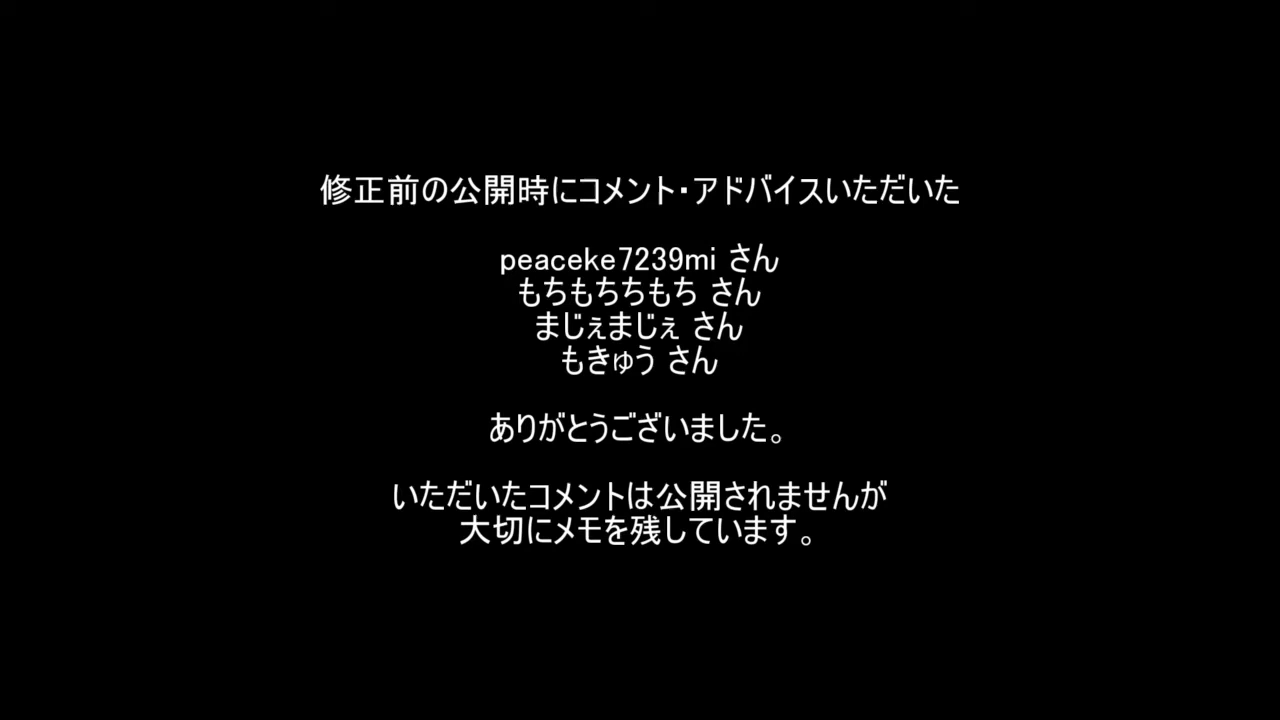 修正前の公開時にコメント・アドバイスいただいた
peaceke7239mi さん
もちもちちもち さん
まじぇまじぇ さん
もきゅう さん
ありがとうございました。
いただいたコメントは公開されませんが
大切にメモを残しています。